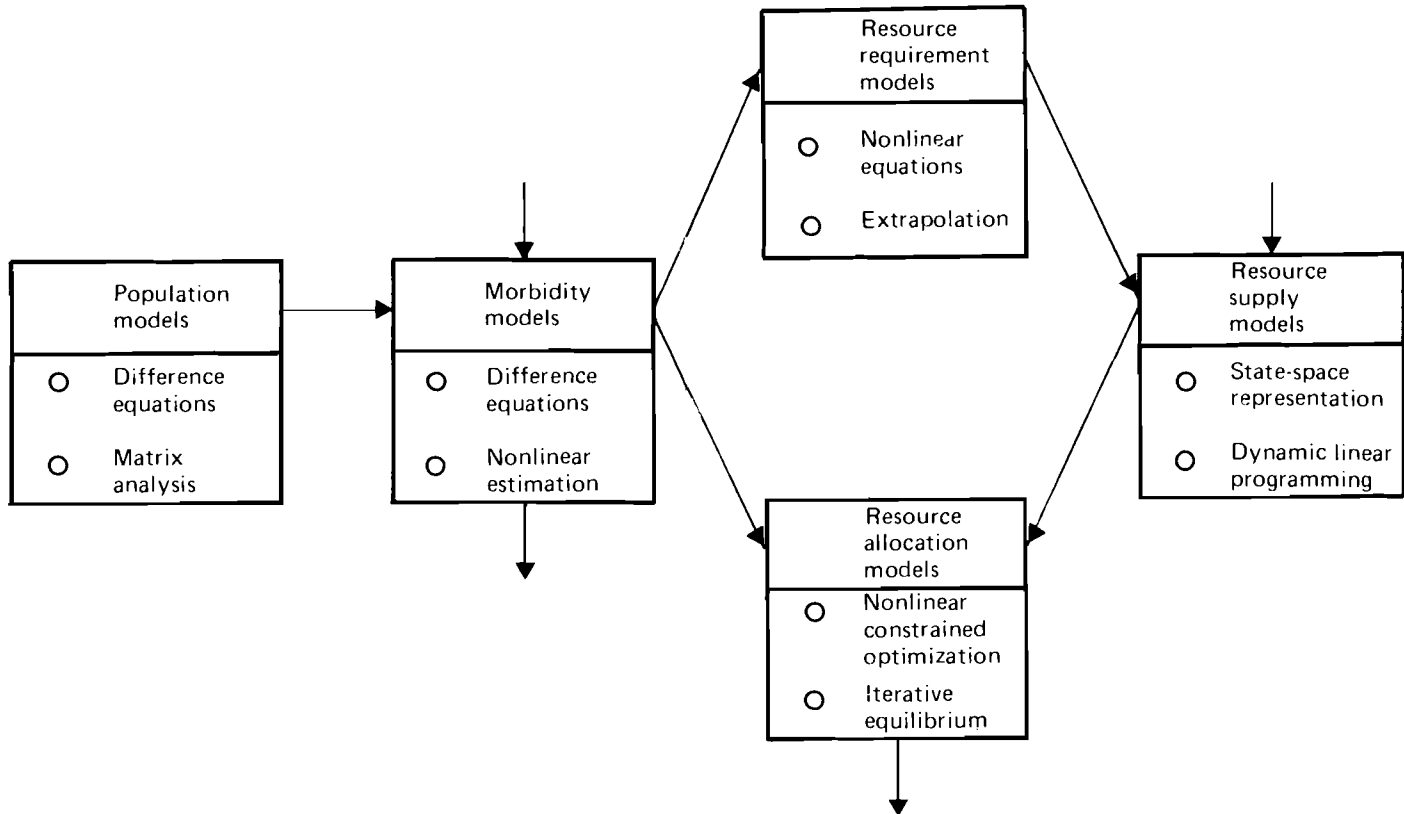 Population
models
Difference
equations
Matrix
analysis
Morbidity
models
Difference
equations
Nonlinear
estimation
Resource
requirement
models
Nonlinear
equations
Extrapolation
Resource
allocation
models
Nonlinear
constrained
optimization
Iterative
equilibrium
Resource
supply
models
State-space
representation
Dynamic linear
programming